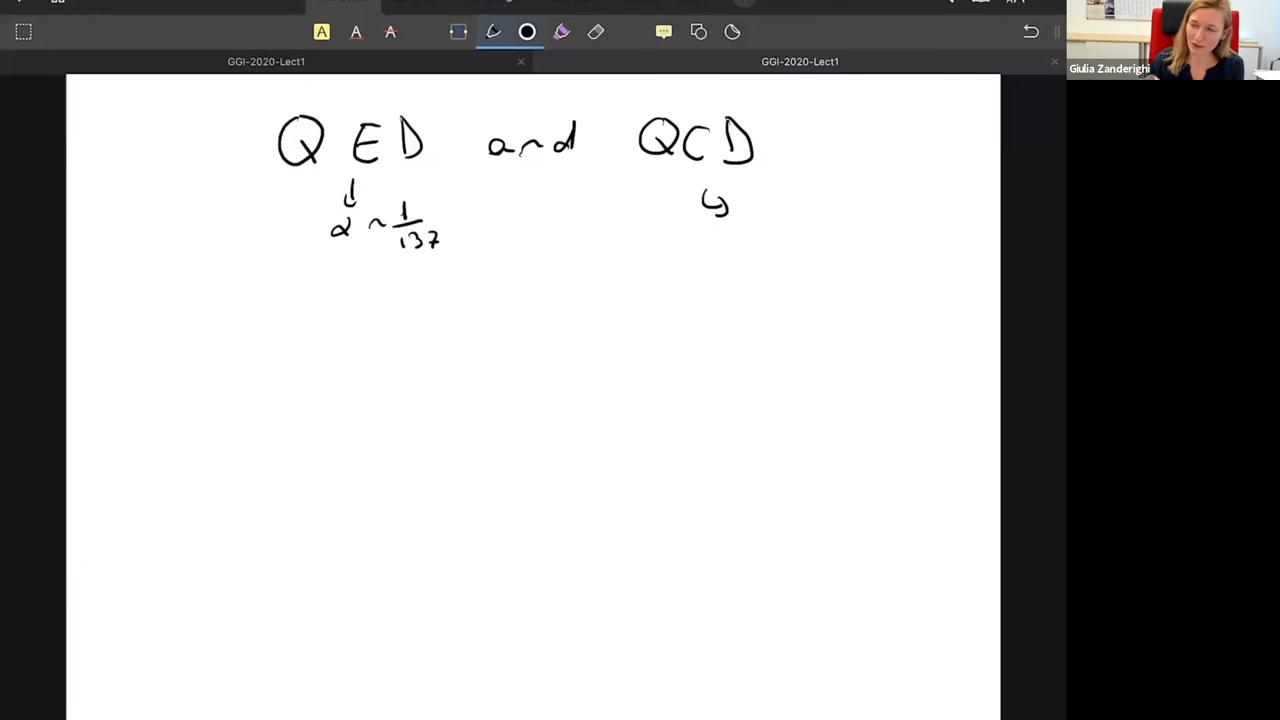 GGI-2020-Lect1
GGI-2020-Lect1
Giulia Zanderighi
QED and QCD
α ~ 1/137